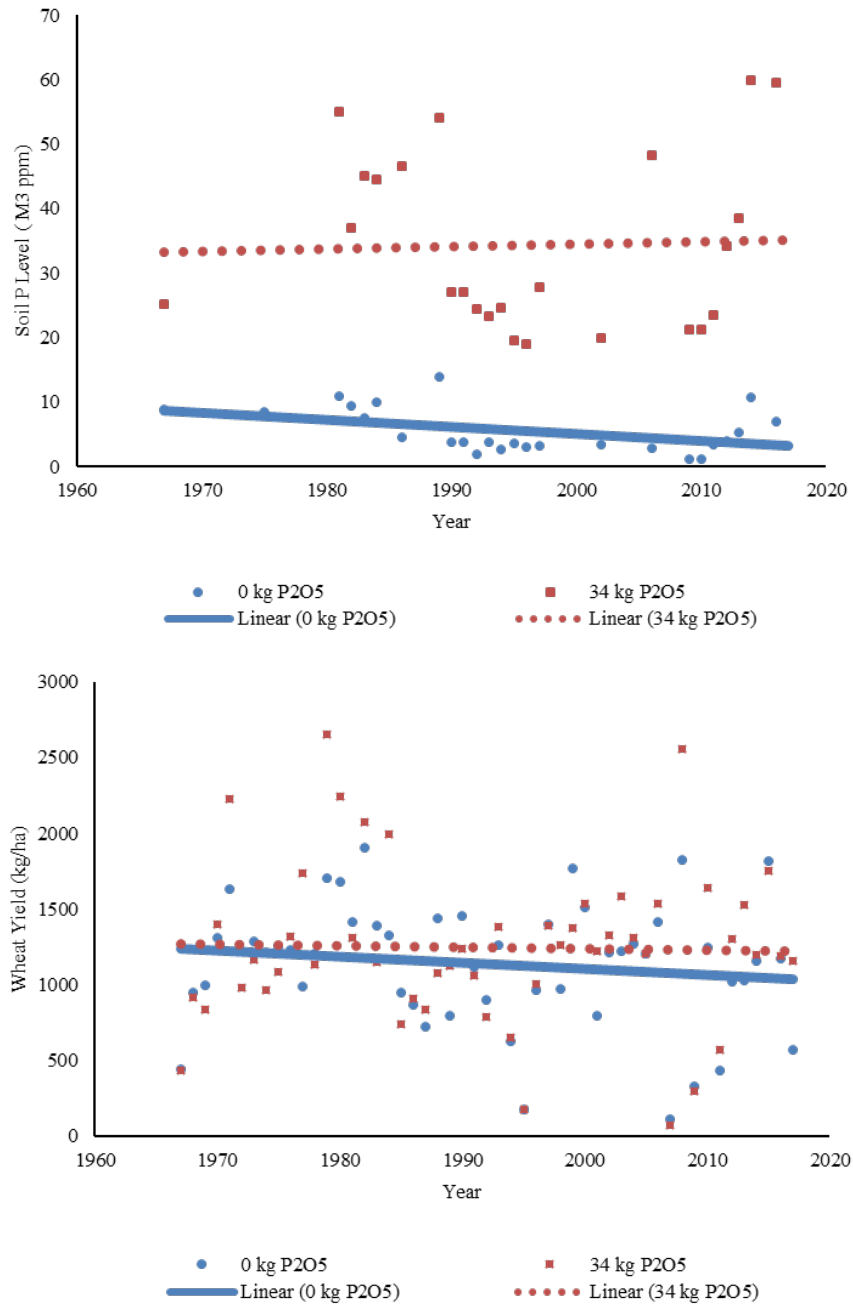 70
60
50
40
30
20
10
0
Soil P Level (M3 ppm)
1960 1970 1980 1990 2000 2010 2020
Year
0 kg P2O5 34 kg P2O5
Linear (0 kg P2O5) Linear (34 kg P2O5)
3000
2500
2000
1500
1000
500
0
Wheat Yield (kg/ha)
1960 1970 1980 1990 2000 2010 2020
Year
0 kg P2O5 34 kg P2O5
Linear (0 kg P2O5) Linear (34 kg P2O5)